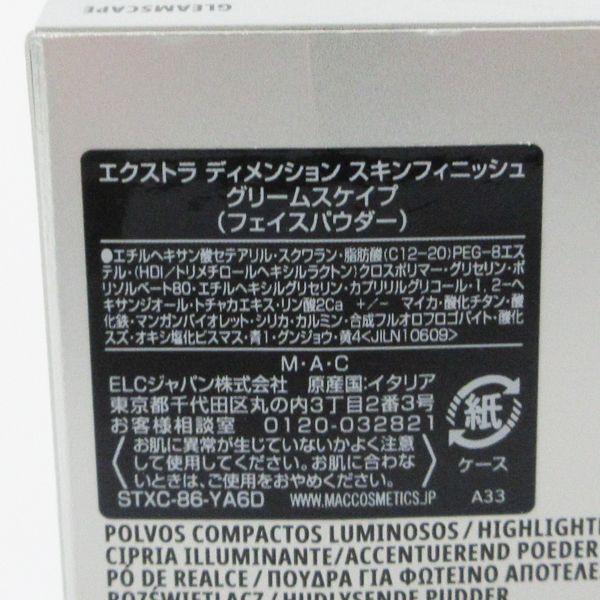 GLEAMSCAPE
エクストラ ディメンション スキンフィニッシュ
グリームスケイプ
(フェイスパウダー)
●エチルヘキサン酸セテアリル・スクワラン・脂肪酸(C12-20)PEG-8エス
テル・(HDI/トリメチロールヘキシルラクトン)クロスポリマー・グリセリン・ポ
リソルベート80・エチルヘキシルグリセリン・カプリリルグリコール・1,2-ヘ
キサンジオール・トチャカエキス・リン酸2Ca +/- マイカ・酸化チタン・酸
化鉄・マンガンバイオレット・シリカ・カルミン・合成フルオロフロゴパイト・酸化
スズ・オキシ塩化ビスマス・青1・グンジョウ・黄4<JILN10609>
M・A・C
ELCジャパン株式会社 原産国:イタリア
東京都千代田区丸の内3丁目2番3号
お客様相談室 0120-032821
(お肌に異常が生じていないかよく注意
して使用してください。お肌に合わな
いときは、ご使用をおやめください。)
STXC-86-YA6D WWW.MACCOSMETICS.JP A33
紙
ケース
POLVOS COMPACTOS LUMINOSOS/HIGHLIGHT
CIPRIA ILLUMINANTE/ACCENTUEREND POEDER
PÓ DE REALCE/ΠΟΥΔΡΑ ΓΙΑ ΦΩΤΕΙΝΟ ΑΠΟΤΕΛΕ
ROZŚWIETLACZ/HUDLYSENDE PUDDER